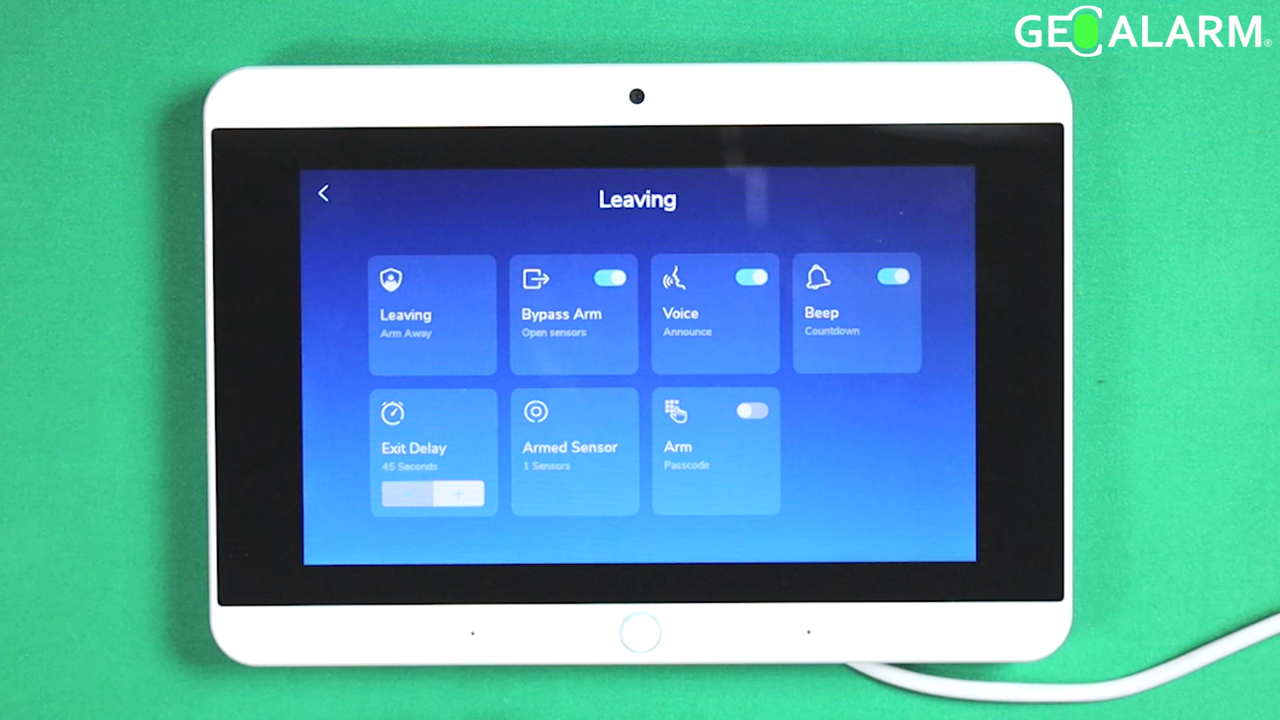 GEOALARM®
Leaving
Leaving
Arm Away
Bypass Arm
Open sensors
Voice
Announce
Beep
Countdown
Exit Delay
45 Seconds
+
Armed Sensor
1 Sensors
Arm
Passcode